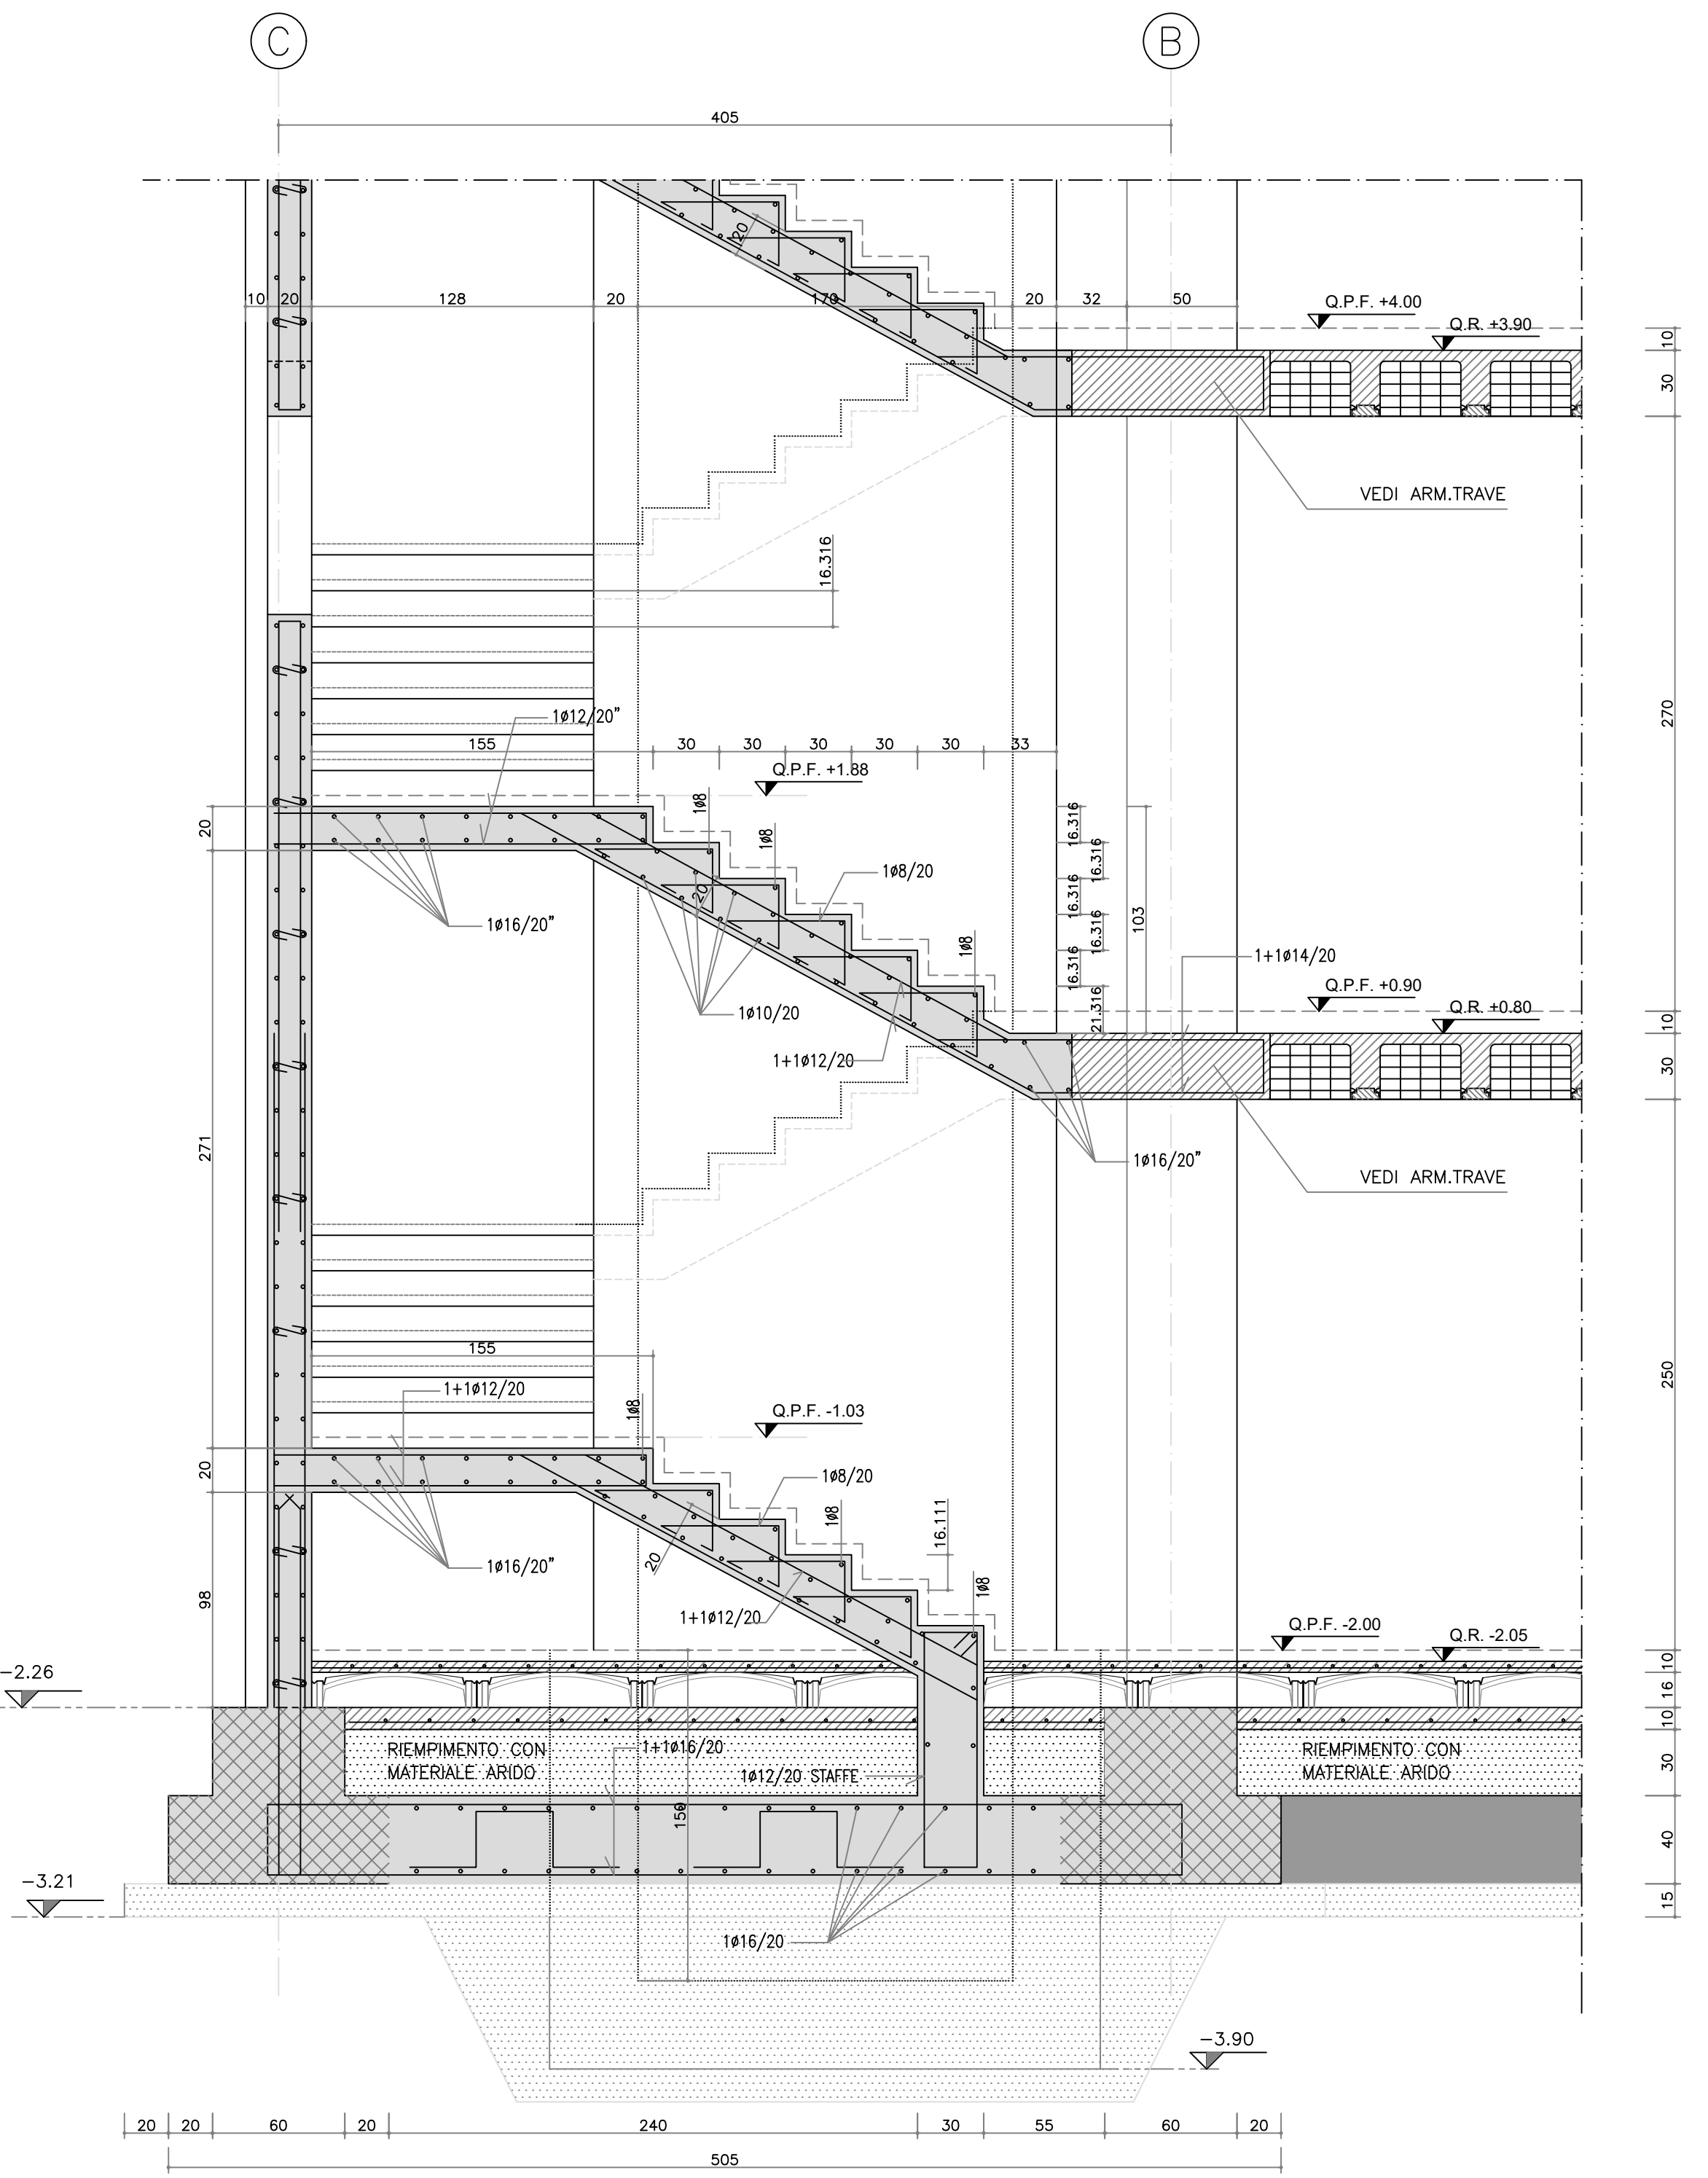 C
B
405
10
20
128
20
170
20
32
50
20
Q.P.F. +4.00
Q.R. +3.90
10
30
VEDI ARM.TRAVE
16.316
270
1ø12/20"
155
30
30
30
30
30
33
Q.P.F. +1.88
20
1ø8
1ø8
1ø8/20
20
1ø16/20"
1ø10/20
1ø8
1+1ø12/20
16.316
16.316
16.316
16.316
16.316
21.316
103
1+1ø14/20
Q.P.F. +0.90
Q.R. +0.80
10
30
271
1ø16/20"
VEDI ARM.TRAVE
250
155
1+1ø12/20
1ø8
Q.P.F. -1.03
20
1ø8/20
1ø8
16.111
20
1ø16/20"
1ø8
98
1+1ø12/20
Q.P.F. -2.00
Q.R. -2.05
-2.26
10
16
10
30
40
15
RIEMPIMENTO CON
MATERIALE ARIDO
1+1ø16/20
1ø12/20 STAFFE
150
RIEMPIMENTO CON
MATERIALE ARIDO
-3.21
1ø16/20
-3.90
20
20
60
20
240
30
55
60
20
505